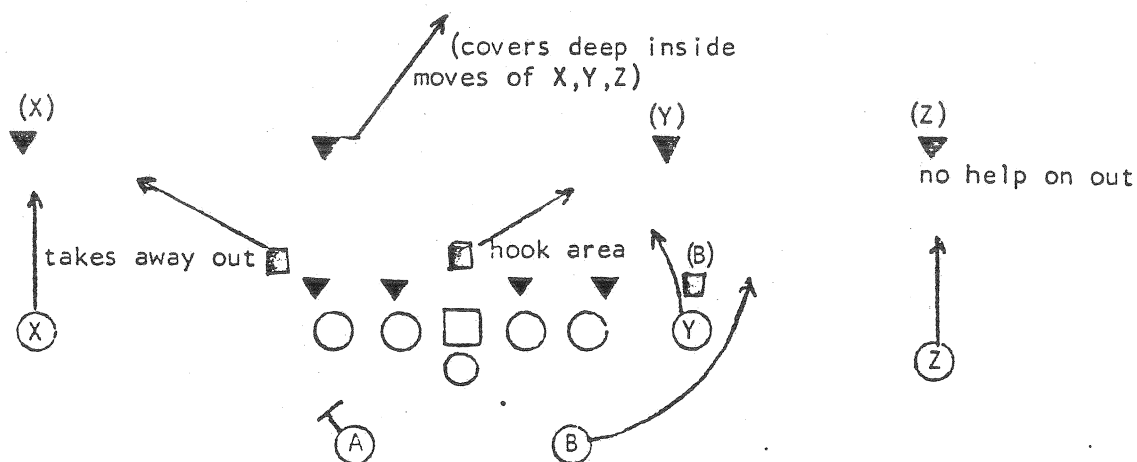 (covers deep inside
moves of X,Y,Z)
(X)
(Y)
(Z)
no help on out
takes away out
hook area
(B)
X
Y
Z
A
B